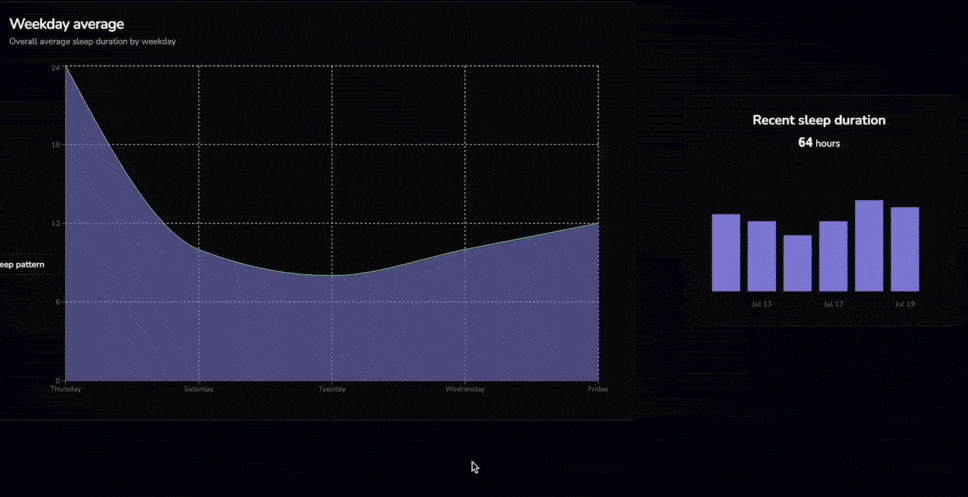 Weekday average
Overall average sleep duration by weekday
24
18
12
6
0
Thursday
Saturday
Tuesday
Wednesday
Friday
eep pattern
Recent sleep duration
64 hours
Jul 13
Jul 17
Jul 19